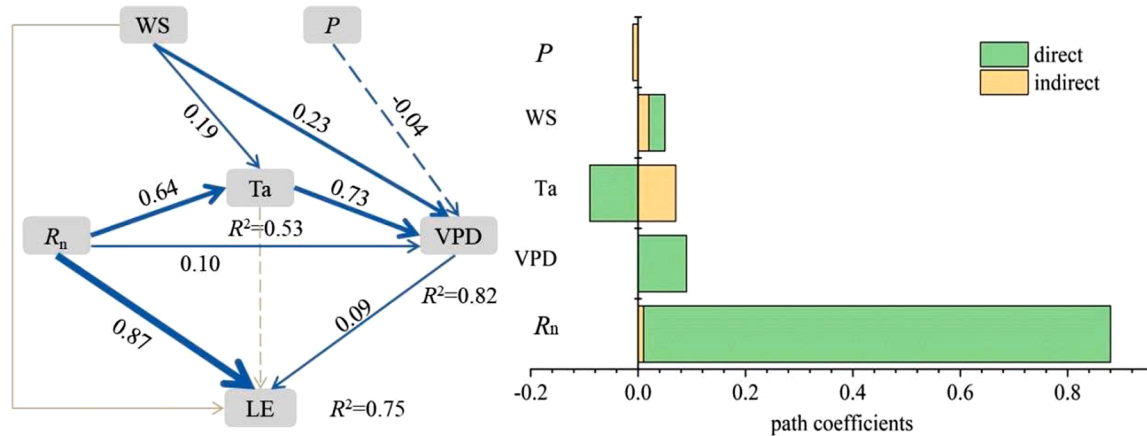 WS
P
0.19
0.23
-0.04
Ta
0.64
0.73
R²=0.53
Rn
VPD
0.10
R²=0.82
0.87
0.09
LE
R²=0.75
direct
indirect
P
WS
Ta
VPD
Rn
-0.2
0.0
0.2
0.4
0.6
0.8
path coefficients